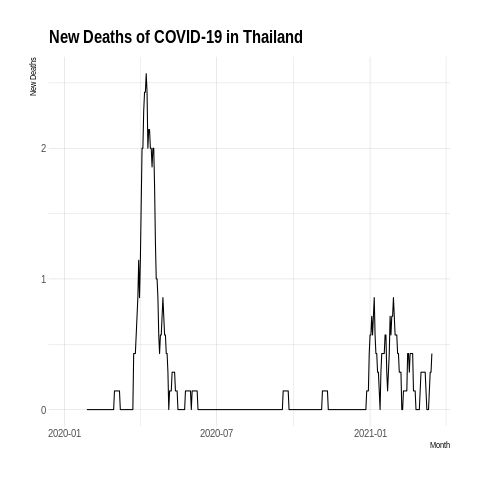 New Deaths of COVID-19 in Thailand
New Deaths
2
1
0
2020-01
2020-07
2021-01
Month